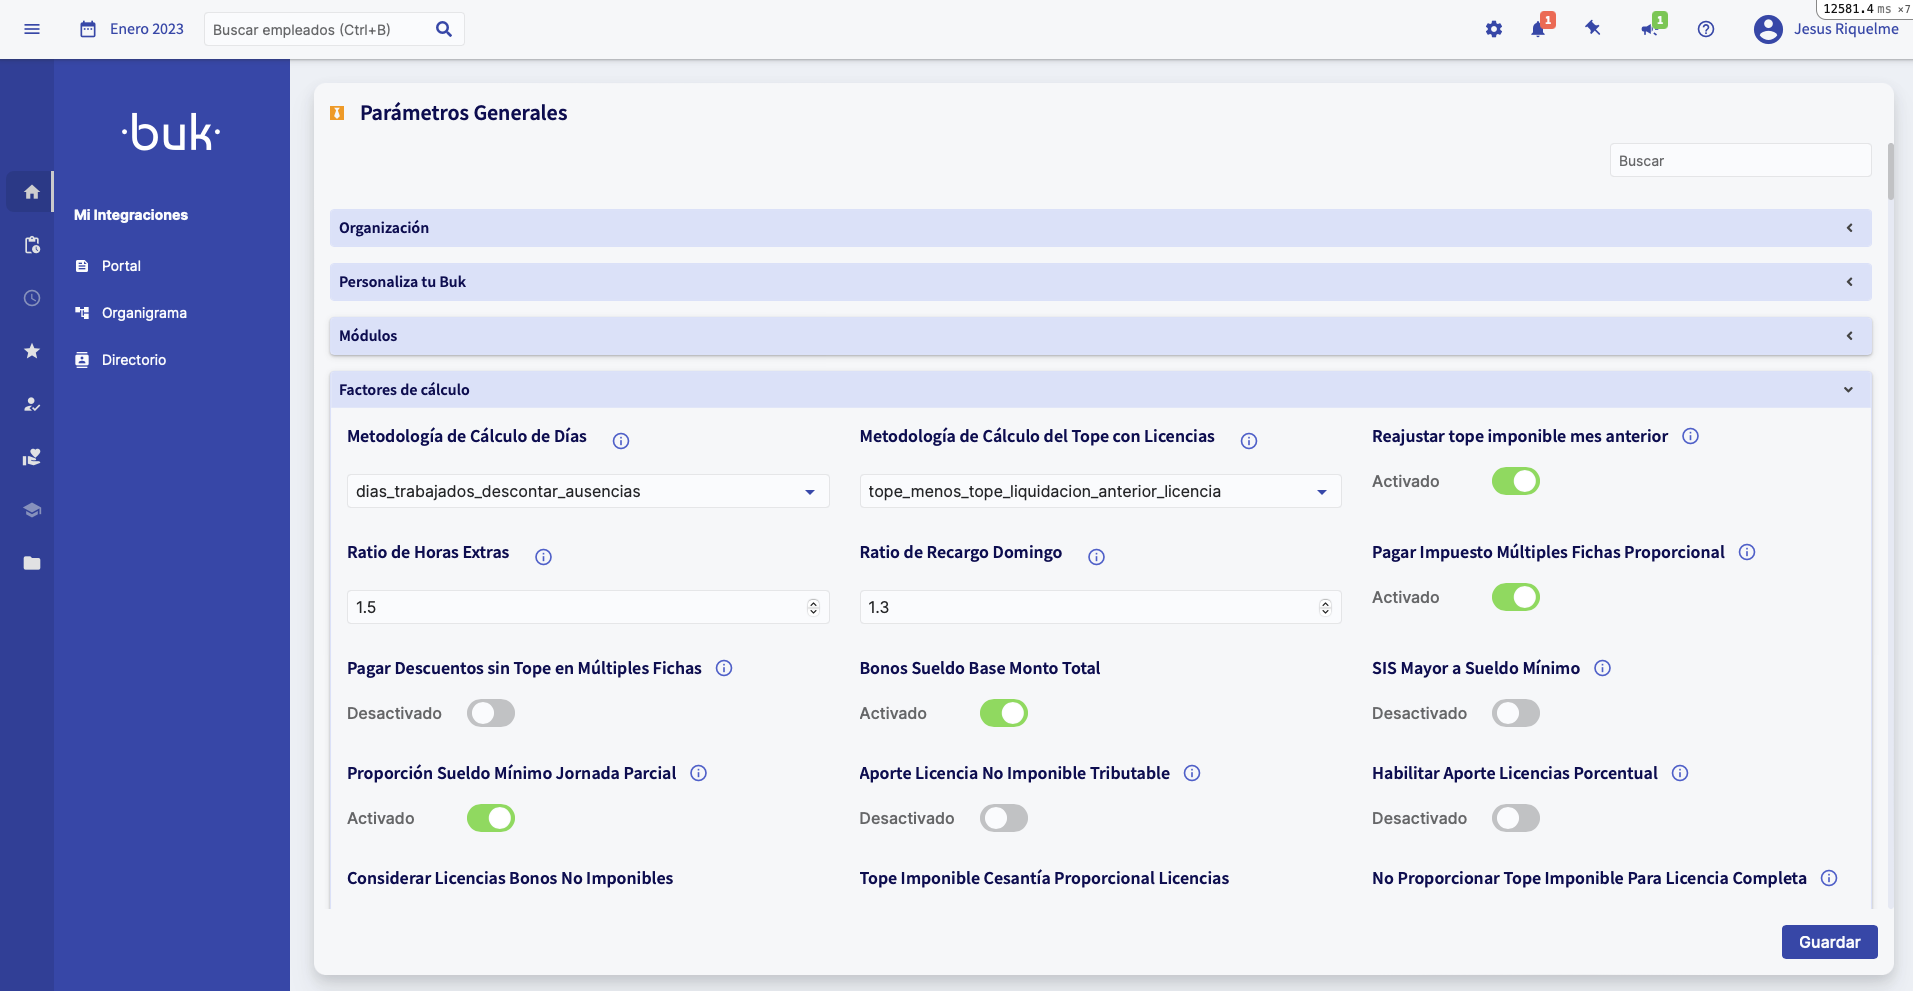 Enero 2023
Buscar empleados (Ctrl+B)
1
1
12581.4 ms ×7
Jesus Riquelme
·buk·
Mi Integraciones
Portal
Organigrama
Directorio
Parámetros Generales
Buscar
Organización
Personaliza tu Buk
Módulos
Factores de cálculo
Metodología de Cálculo de Días
Metodología de Cálculo del Tope con Licencias
Reajustar tope imponible mes anterior
dias_trabajados_descontar_ausencias
tope_menos_tope_liquidacion_anterior_licencia
Activado
Ratio de Horas Extras
Ratio de Recargo Domingo
Pagar Impuesto Múltiples Fichas Proporcional
1.5
1.3
Activado
Pagar Descuentos sin Tope en Múltiples Fichas
Bonos Sueldo Base Monto Total
SIS Mayor a Sueldo Mínimo
Desactivado
Activado
Desactivado
Proporción Sueldo Mínimo Jornada Parcial
Aporte Licencia No Imponible Tributable
Habilitar Aporte Licencias Porcentual
Activado
Desactivado
Desactivado
Considerar Licencias Bonos No Imponibles
Tope Imponible Cesantía Proporcional Licencias
No Proporcionar Tope Imponible Para Licencia Completa
Guardar